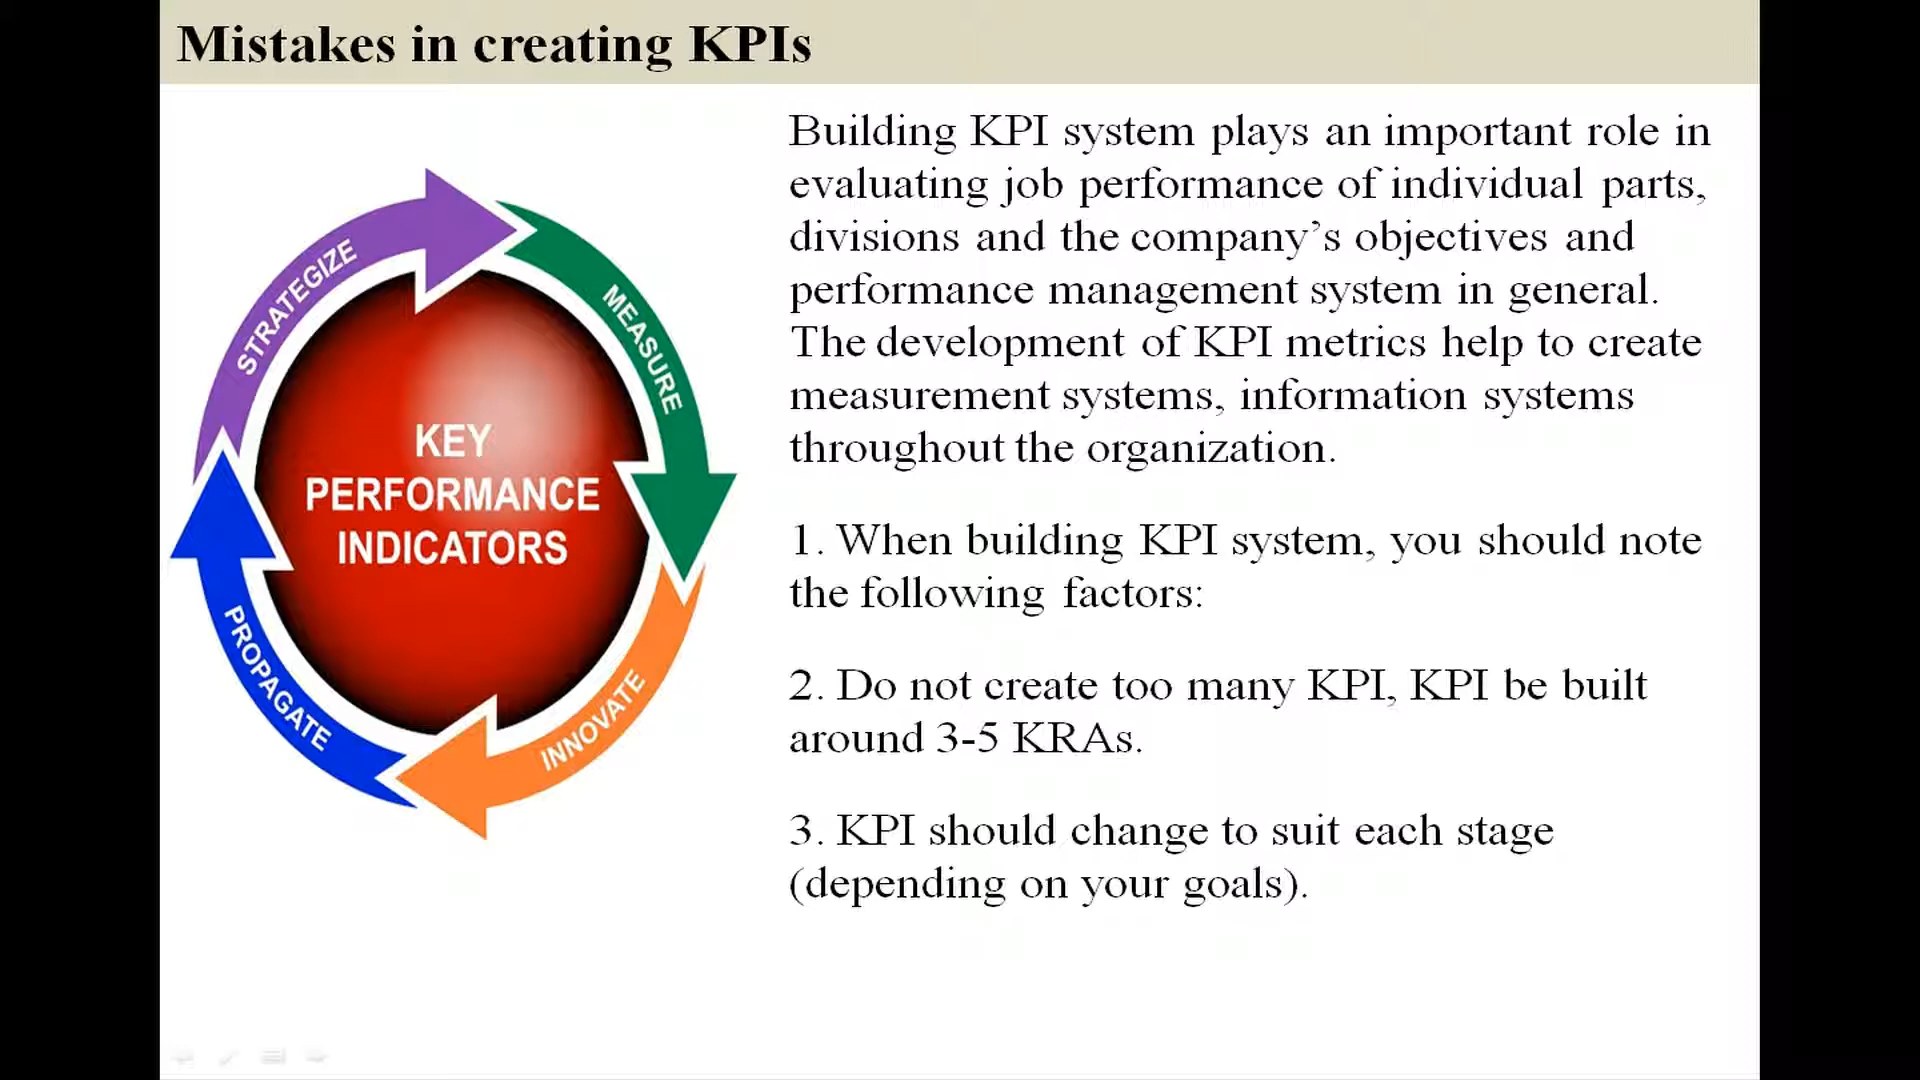 Mistakes in creating KPIs
STRATEGIZE
MEASURE
KEY
PERFORMANCE
INDICATORS
PROPAGATE
INNOVATE
Building KPI system plays an important role in
evaluating job performance of individual parts,
divisions and the company’s objectives and
performance management system in general.
The development of KPI metrics help to create
measurement systems, information systems
throughout the organization.
1. When building KPI system, you should note
the following factors:
2. Do not create too many KPI, KPI be built
around 3-5 KRAs.
3. KPI should change to suit each stage
(depending on your goals).